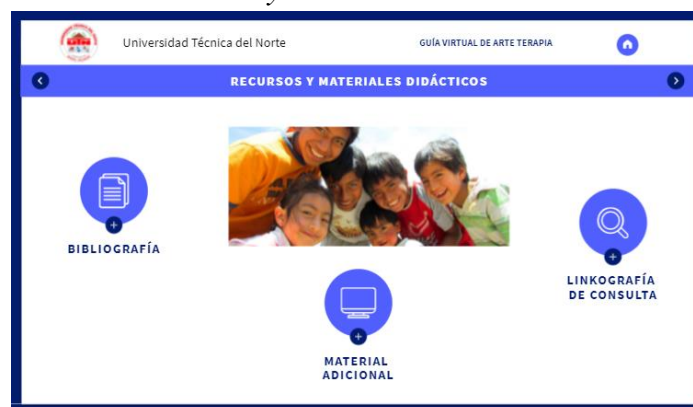 Universidad Técnica del Norte
GUÍA VIRTUAL DE ARTE TERAPIA
RECURSOS Y MATERIALES DIDÁCTICOS
BIBLIOGRAFÍA
LINKOGRAFÍA
DE CONSULTA
MATERIAL
ADICIONAL